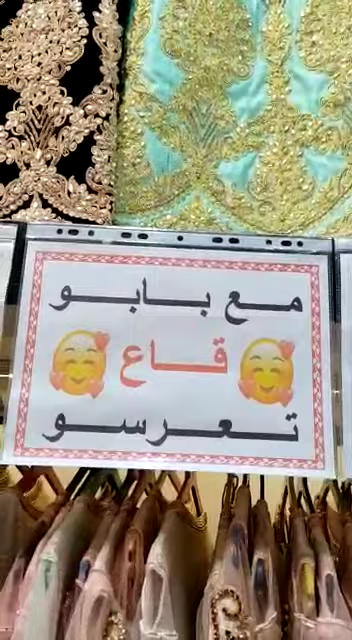 مع بابو
قاع
تعرسو